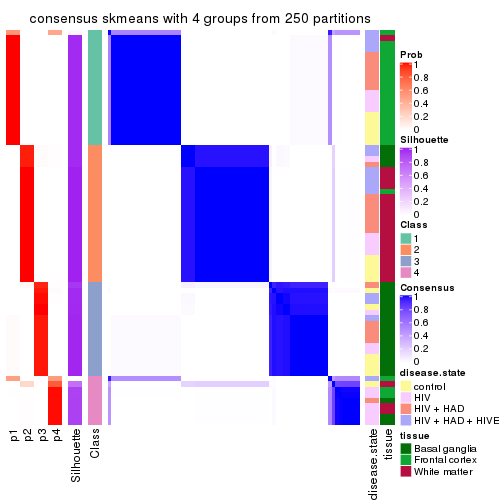 consensus skmeans with 4 groups from 250 partitions
Prob
1
0.8
0.6
0.4
0.2
0
Silhouette
1
0.8
0.6
0.4
0.2
0
Class
1
2
3
4
Consensus
1
0.8
0.6
0.4
0.2
0
disease.state
control
HIV
HIV + HAD
HIV + HAD + HIVE
tissue
Basal ganglia
Frontal cortex
White matter
p1
p2
p3
p4
Silhouette
Class
disease.state
tissue